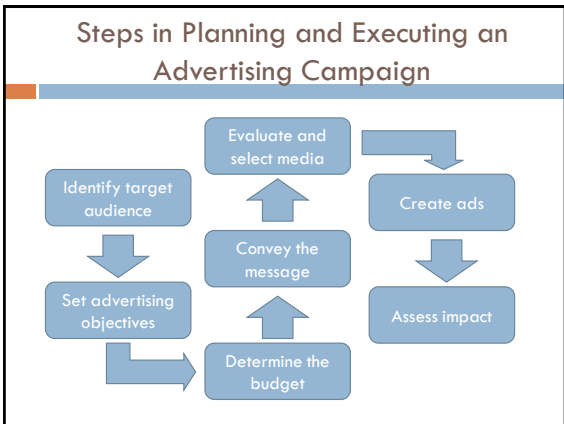 Steps in Planning and Executing an
Advertising Campaign
Identify target
audience
Set advertising
objectives
Determine the
budget
Convey the
message
Evaluate and
select media
Create ads
Assess impact